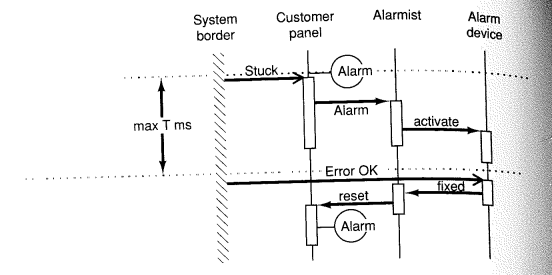 System border
Customer panel
Alarmist
Alarm device
Stuck
Alarm
Alarm
activate
max T ms
Error OK
fixed
reset
Alarm